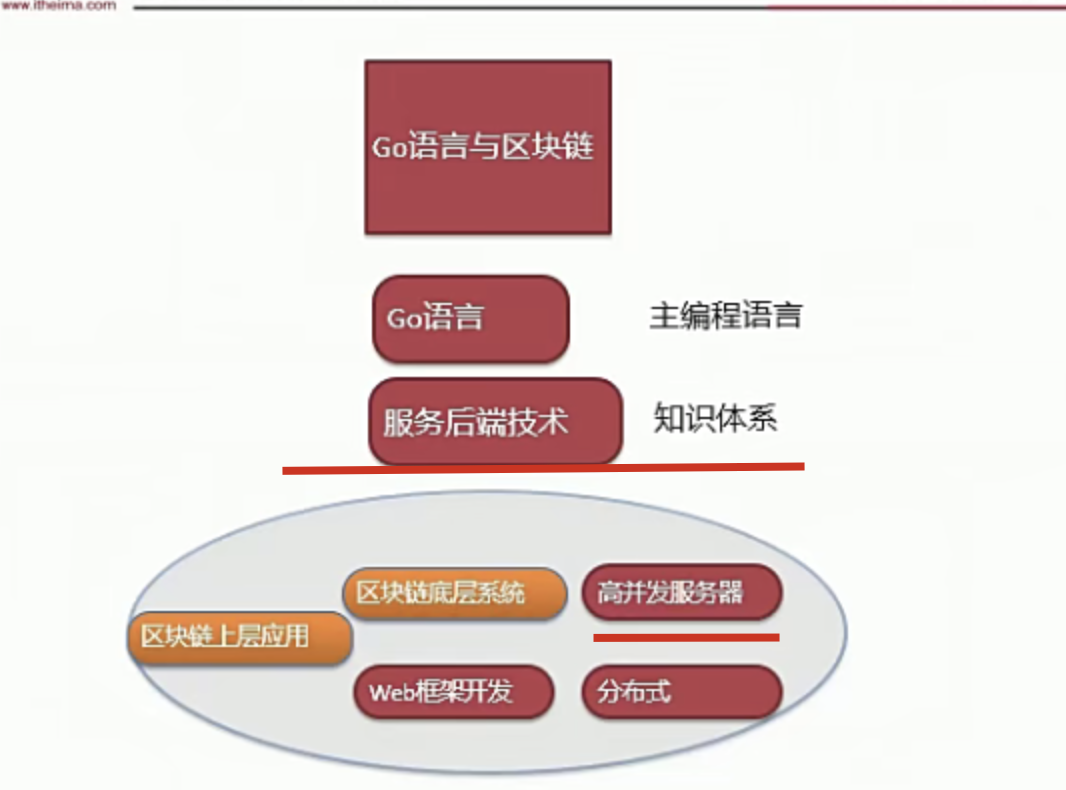 www.itheima.com
Go语言与区块链
Go语言
主编程语言
服务后端技术
知识体系
区块链底层系统
高并发服务器
区块链上层应用
Web框架开发
分布式